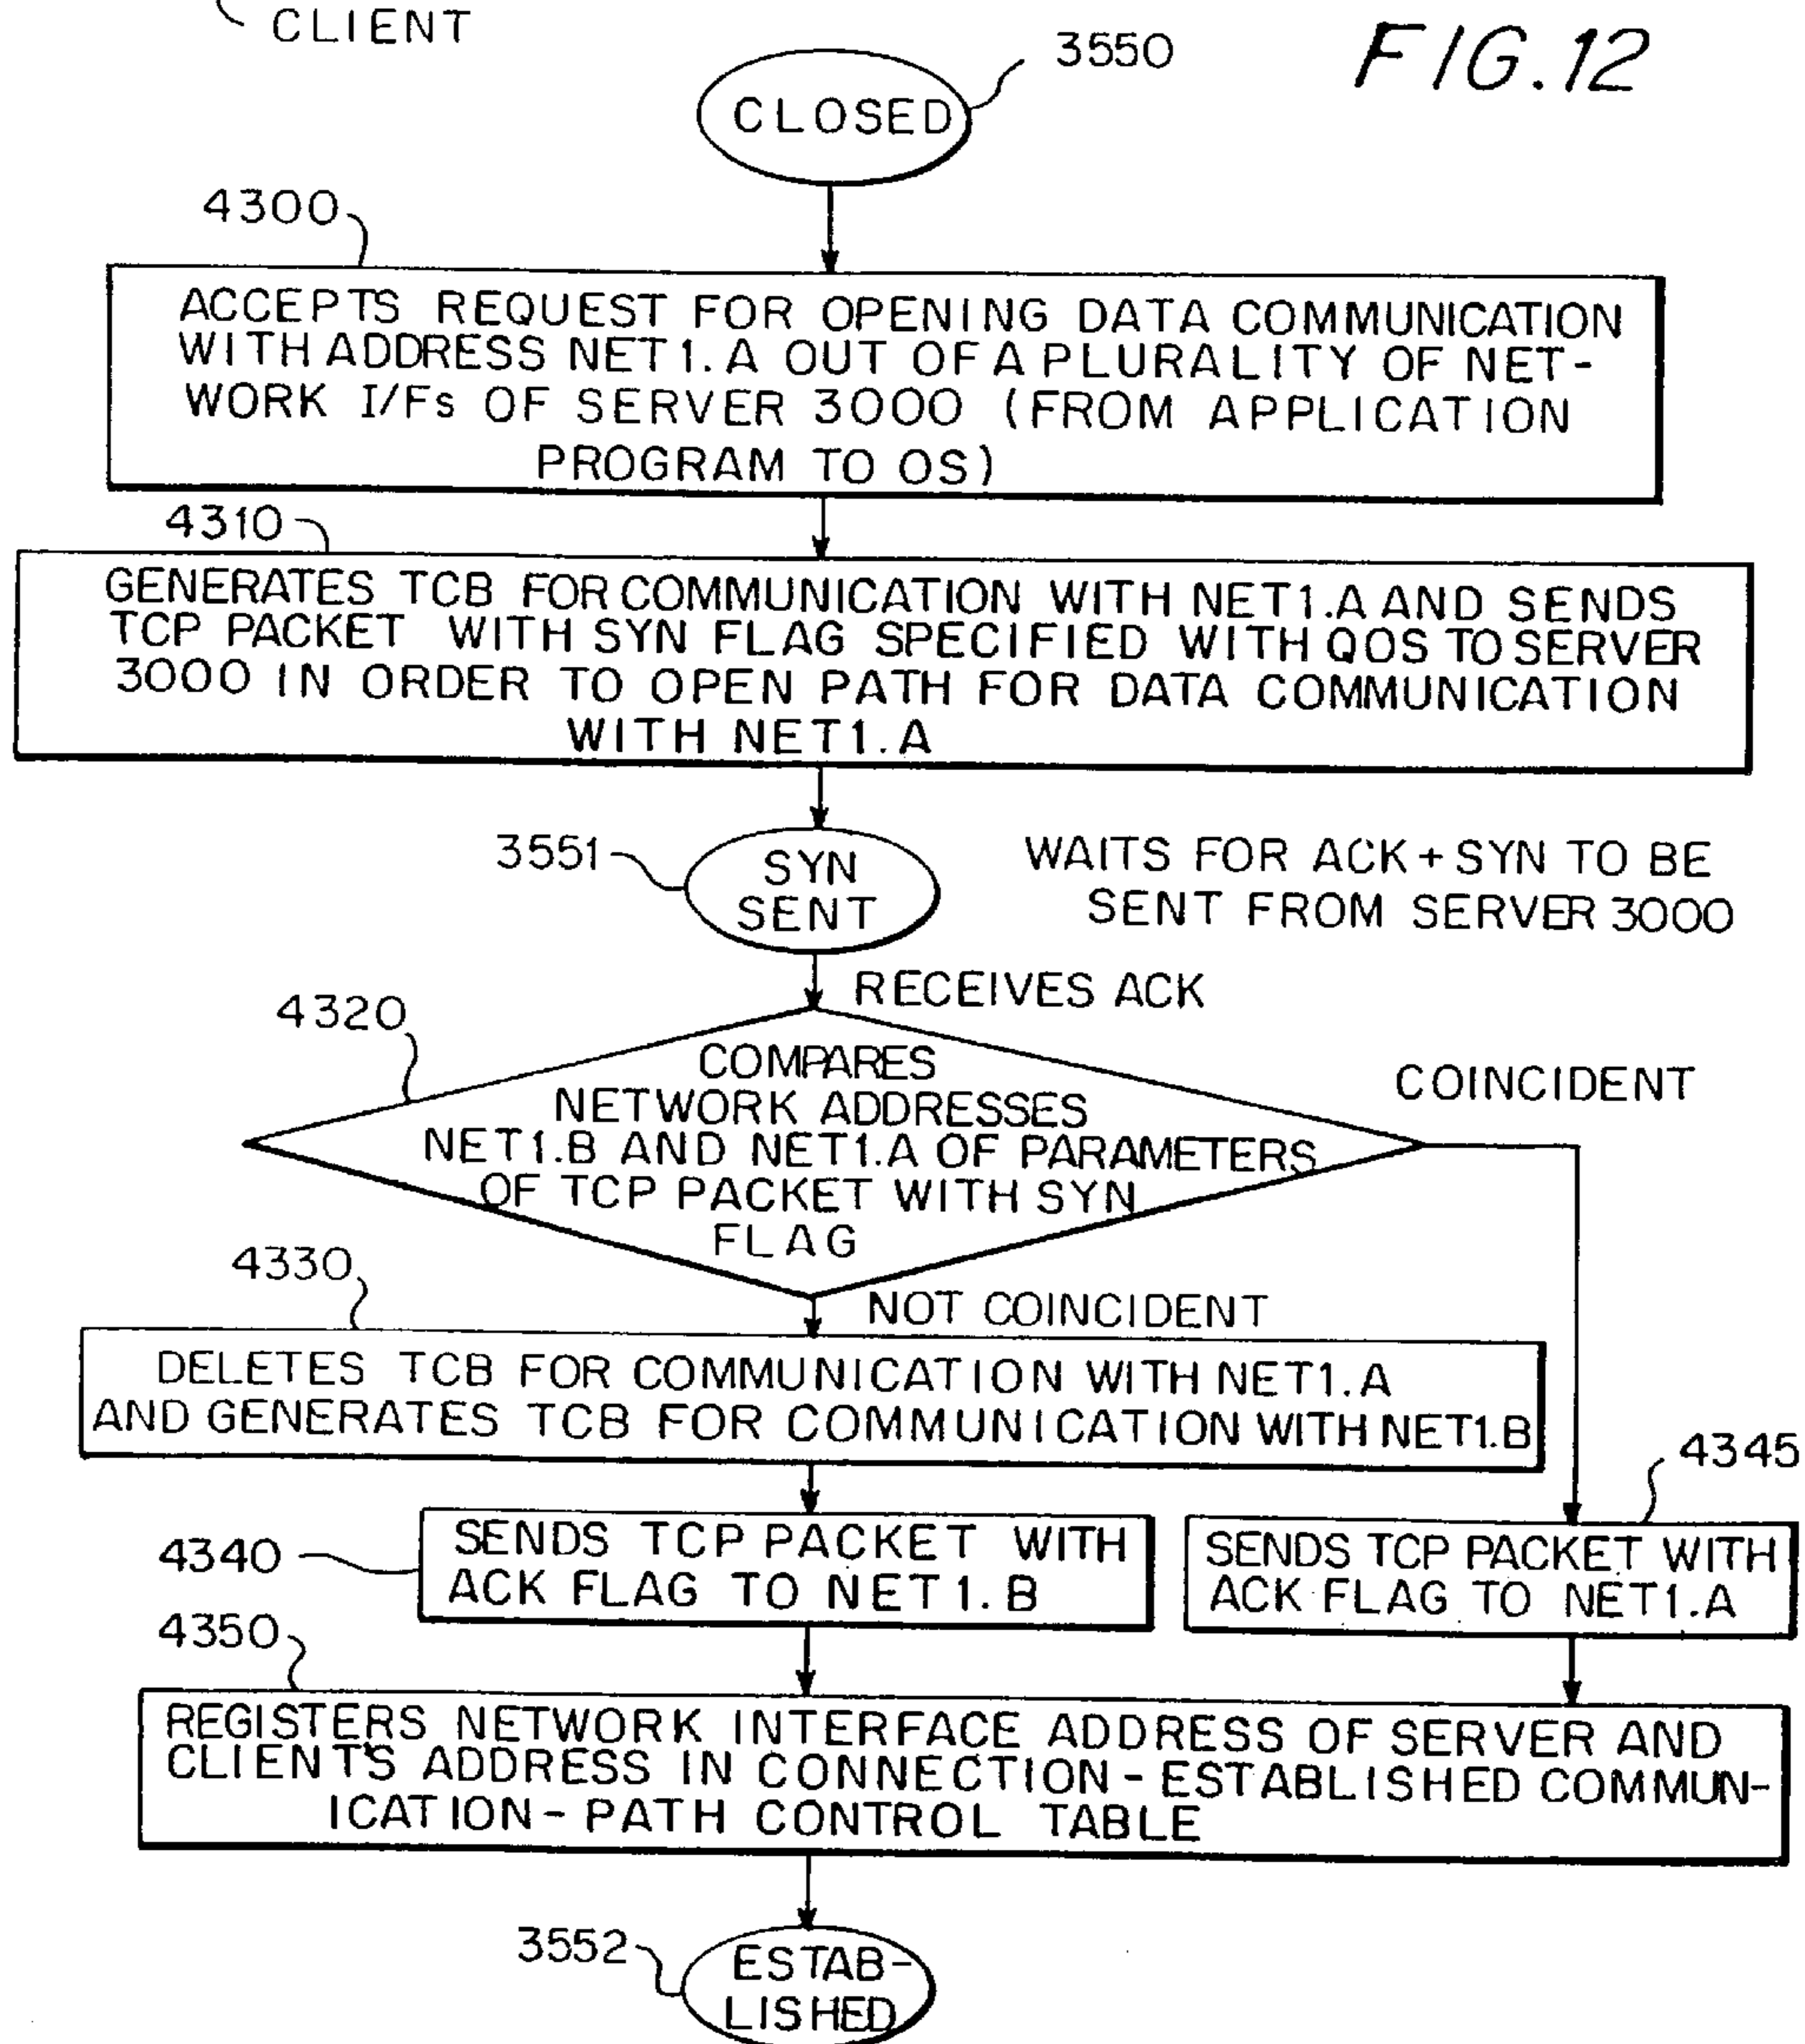 CLIENT
FIG.12
CLOSED
3550
4300
ACCEPTS REQUEST FOR OPENING DATA COMMUNICATION
WITH ADDRESS NET1.A OUT OF A PLURALITY OF NET-
WORK I/Fs OF SERVER 3000 (FROM APPLICATION
PROGRAM TO OS)
4310
GENERATES TCB FOR COMMUNICATION WITH NET1.A AND SENDS
TCP PACKET WITH SYN FLAG SPECIFIED WITH QOS TO SERVER
3000 IN ORDER TO OPEN PATH FOR DATA COMMUNICATION
WITH NET1.A
3551
SYN
SENT
WAITS FOR ACK+SYN TO BE
SENT FROM SERVER 3000
RECEIVES ACK
4320
COMPARES
NETWORK ADDRESSES
NET1.B AND NET1.A OF PARAMETERS
OF TCP PACKET WITH SYN
FLAG
COINCIDENT
4330
NOT COINCIDENT
DELETES TCB FOR COMMUNICATION WITH NET1.A
AND GENERATES TCB FOR COMMUNICATION WITH NET1.B
4345
4340
SENDS TCP PACKET WITH
ACK FLAG TO NET1.B
SENDS TCP PACKET WITH
ACK FLAG TO NET1.A
4350
REGISTERS NETWORK INTERFACE ADDRESS OF SERVER AND
CLIENT'S ADDRESS IN CONNECTION-ESTABLISHED COMMUN-
ICATION-PATH CONTROL TABLE
3552
ESTAB-
LISHED